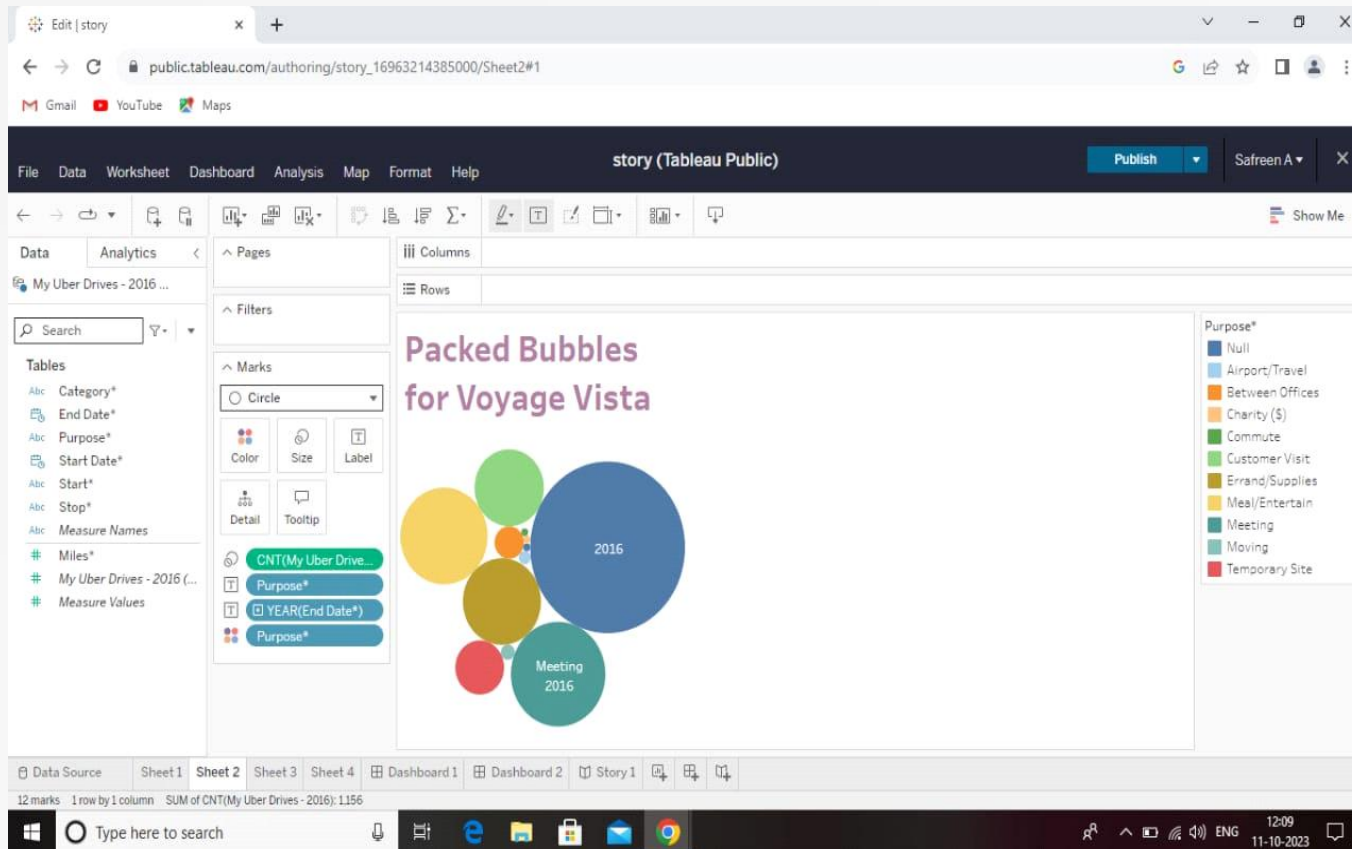 Edit | story
public.tableau.com/authoring/story_16963214385000/Sheet2#1
G
Gmail YouTube Maps
story (Tableau Public)
Publish
Safreen A
File Data Worksheet Dashboard Analysis Map Format Help
Show Me
Data Analytics
Pages
Columns
My Uber Drives - 2016 ...
Rows
Filters
Search
Tables
Abc Category*
End Date*
Abc Purpose*
Start Date*
Abc Start*
Abc Stop*
Abc Measure Names
# Miles*
# My Uber Drives - 2016 (...
# Measure Values
Marks
Circle
Color Size Label
Detail Tooltip
CNT(My Uber Drive...
Purpose*
YEAR(End Date*)
Purpose*
Packed Bubbles
for Voyage Vista
2016
Meeting
2016
Purpose*
Null
Airport/Travel
Between Offices
Charity ($)
Commute
Customer Visit
Errand/Supplies
Meal/Entertain
Meeting
Moving
Temporary Site
Data Source Sheet 1 Sheet 2 Sheet 3 Sheet 4 Dashboard 1 Dashboard 2 Story 1
12 marks 1 row by 1 column SUM of CNT(My Uber Drives - 2016): 1,156
Type here to search
ENG
12:09
11-10-2023